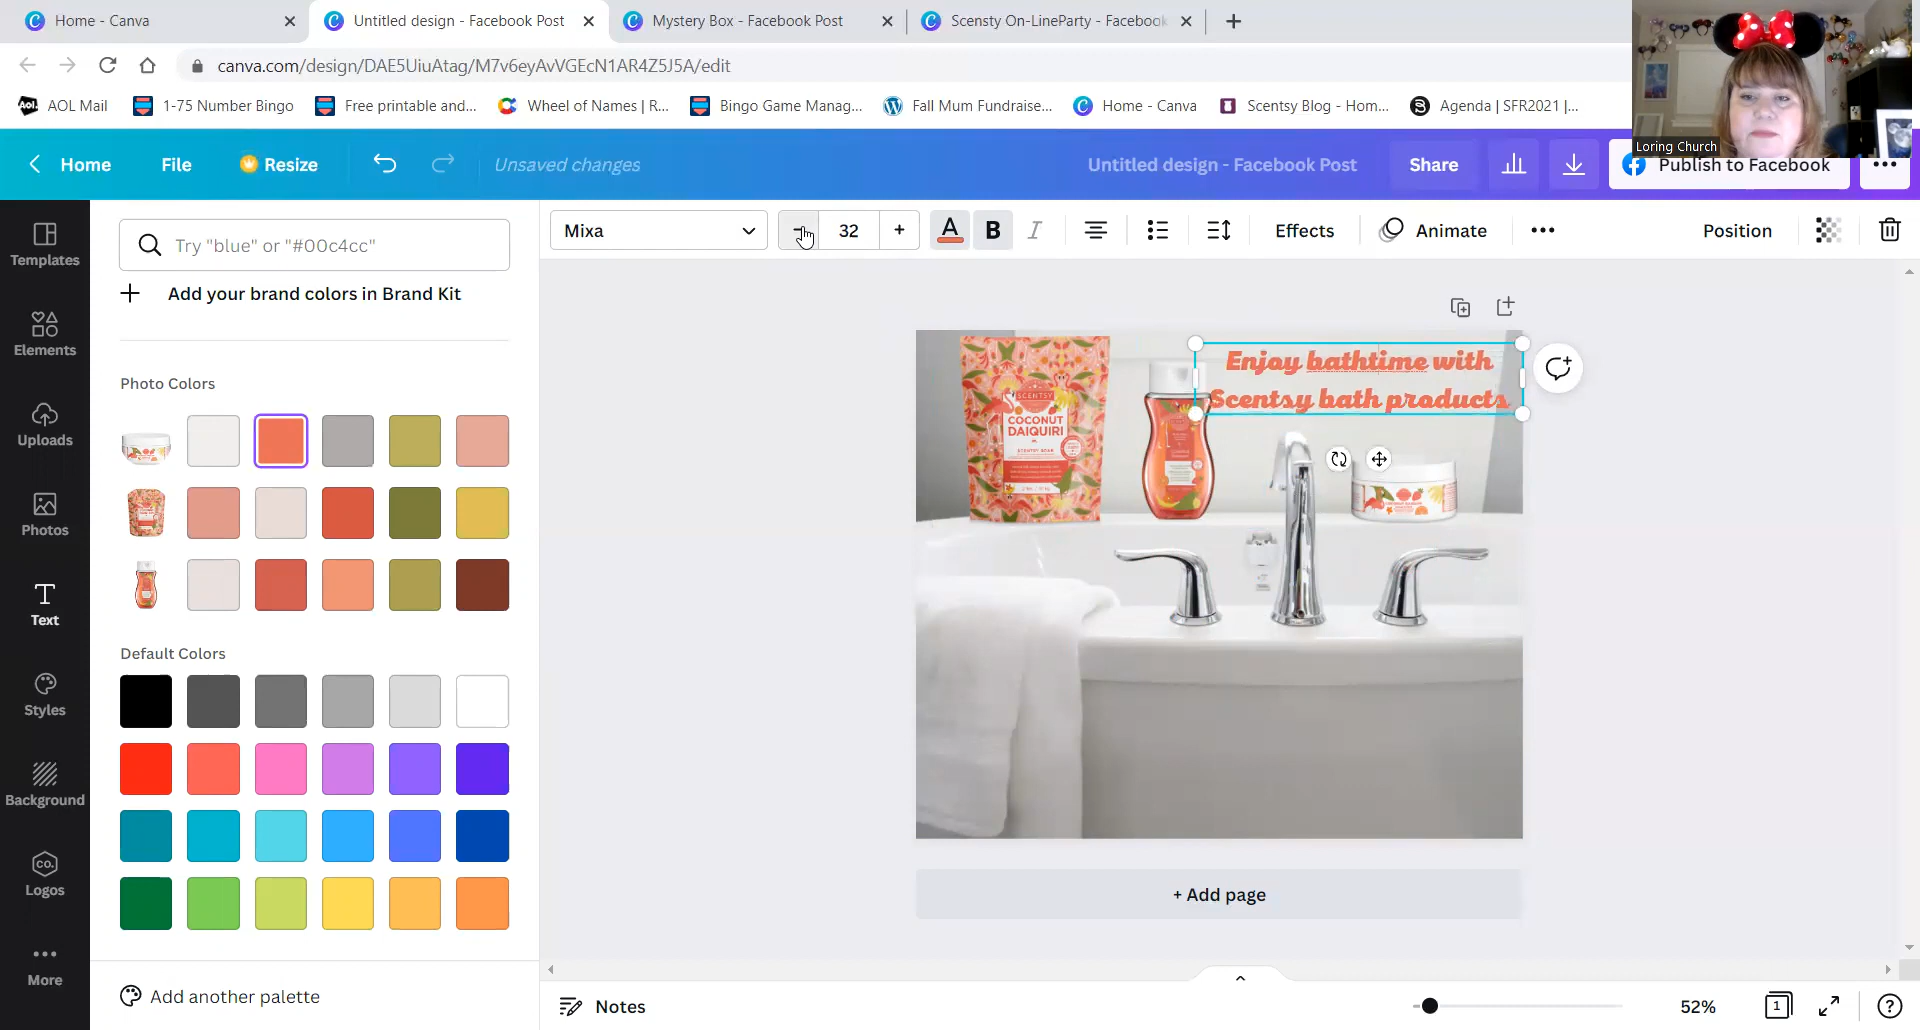 Home - Canva
Untitled design - Facebook Post
Mystery Box - Facebook Post
Scensty On-LineParty - Facebook
canva.com/design/DAE5UiuAtag/M7v6eyAvVGEcN1AR4Z5J5A/edit
Aol. AOL Mail
1-75 Number Bingo
Free printable and...
Wheel of Names | R...
Bingo Game Manag...
Fall Mum Fundraise...
Home - Canva
Scentsy Blog - Hom...
Agenda | SFR2021 |...
Loring Church
Home
File
Resize
Unsaved changes
Untitled design - Facebook Post
Share
Publish to Facebook
Mixa
32
A
B
I
Effects
Animate
Position
Templates
Elements
Uploads
Photos
Text
Styles
Background
CO.
Logos
More
Try "blue" or "#00c4cc"
Add your brand colors in Brand Kit
Photo Colors
Default Colors
Add another palette
Enjoy bathtime with
Scentsy bath products
SCENTSY
COCONUT
DAIQUIRI
SCENTSY SOAK
+ Add page
Notes
52%
1